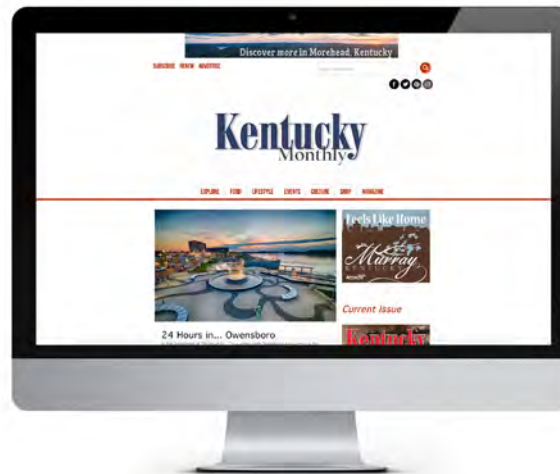 Discover more in Morehead, Kentucky
SUBSCRIBE RENEW ADVERTISE
Kentucky
Monthly
EXPLORE FOOD LIFESTYLE EVENTS CULTURE SHOP MAGAZINE
Feels Like Home
Murray
KENTUCKY
24 Hours in... Owensboro
Current Issue
Kentucky